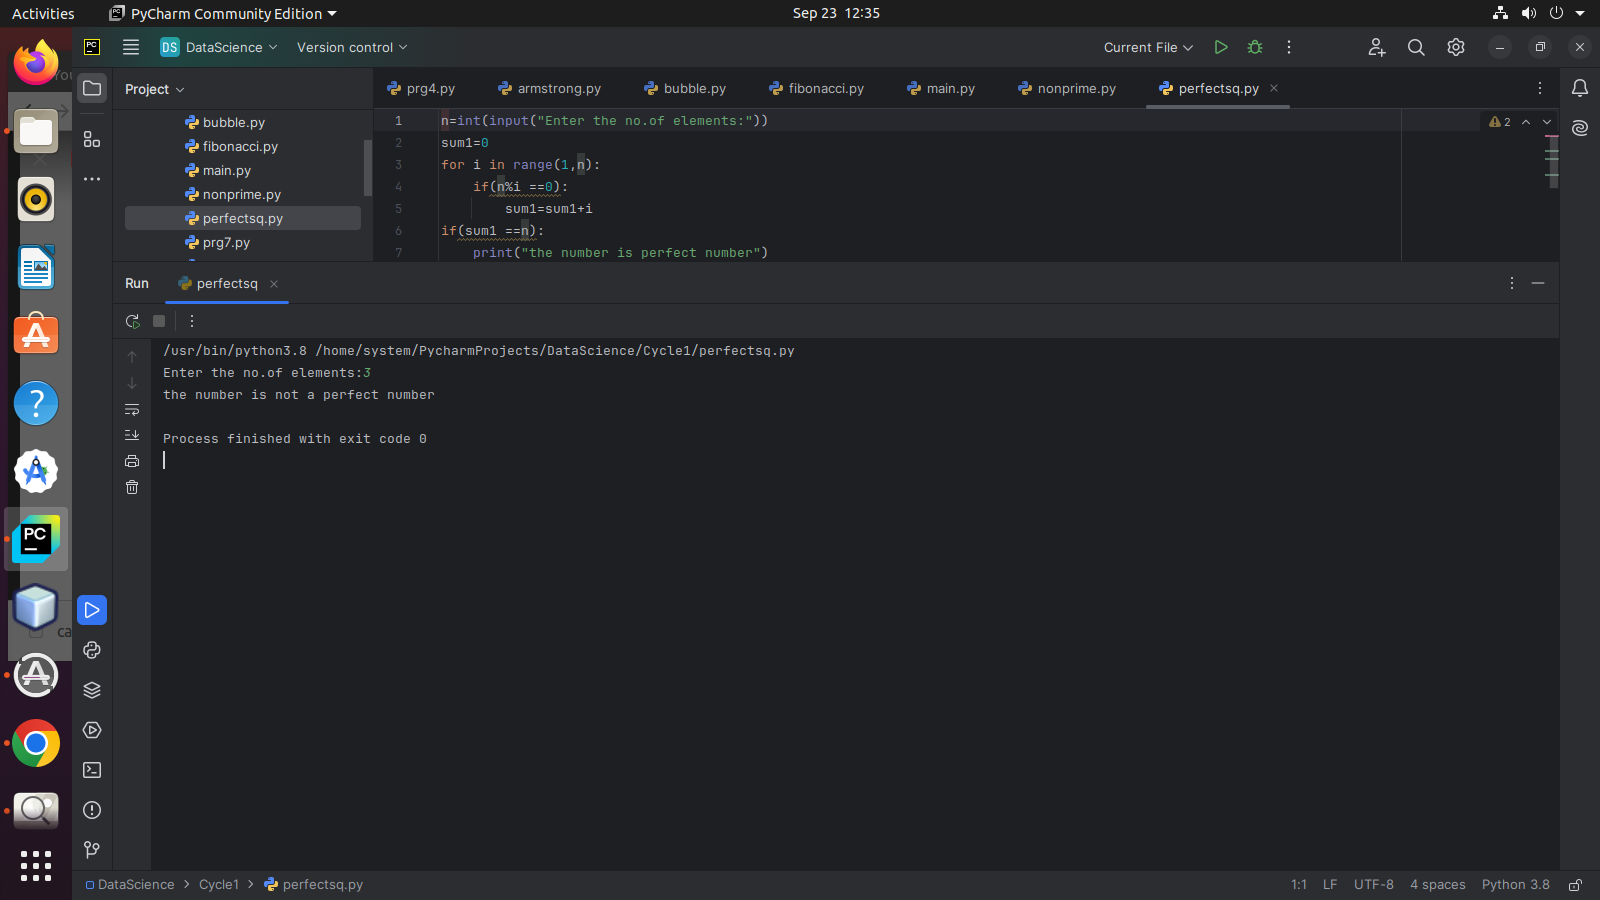 Activities PyCharm Community Edition Sep 23 12:35
PC DS DataScience Version control Current File
Project
prg4.py armstrong.py bubble.py fibonacci.py main.py nonprime.py perfectsq.py
bubble.py
fibonacci.py
main.py
nonprime.py
perfectsq.py
prg7.py
1 n=int(input("Enter the no.of elements:")) 2
2 sum1=0
3 for i in range(1,n):
4 if(n%i ==0):
5 sum1=sum1+i
6 if(sum1 ==n):
7 print("the number is perfect number")
Run perfectsq
/usr/bin/python3.8 /home/system/PycharmProjects/DataScience/Cycle1/perfectsq.py
Enter the no.of elements:3
the number is not a perfect number
Process finished with exit code 0
PC
DataScience Cycle1 perfectsq.py 1:1 LF UTF-8 4 spaces Python 3.8